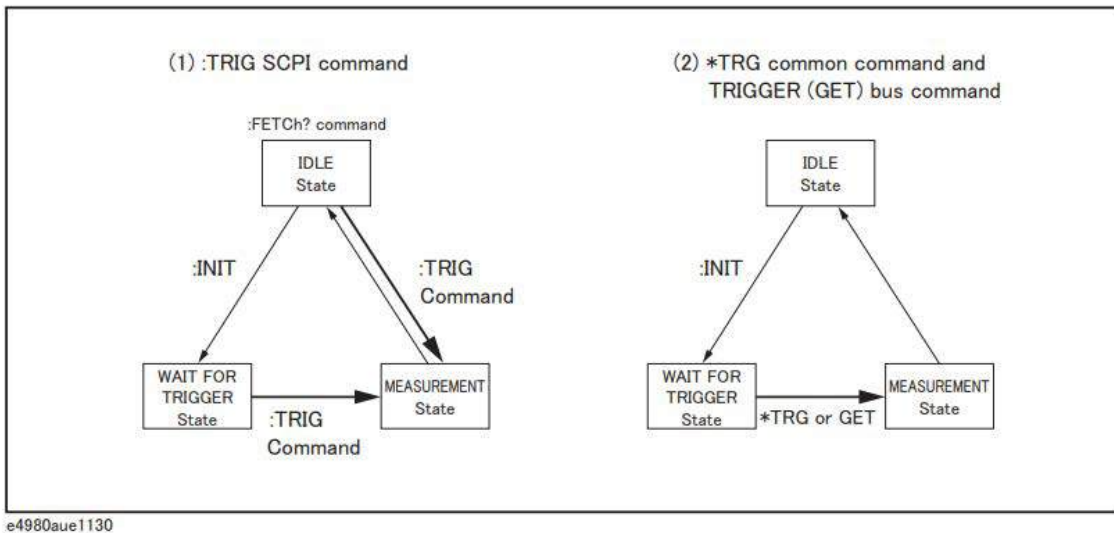 (1) :TRIG SCPI command
:FETCh? command
IDLE
State
:INIT
:TRIG
Command
WAIT FOR
TRIGGER
State
:TRIG
Command
MEASUREMENT
State
(2) *TRG common command and
TRIGGER (GET) bus command
IDLE
State
:INIT
WAIT FOR
TRIGGER
State
*TRG or GET
MEASUREMENT
State
e4980aue1130